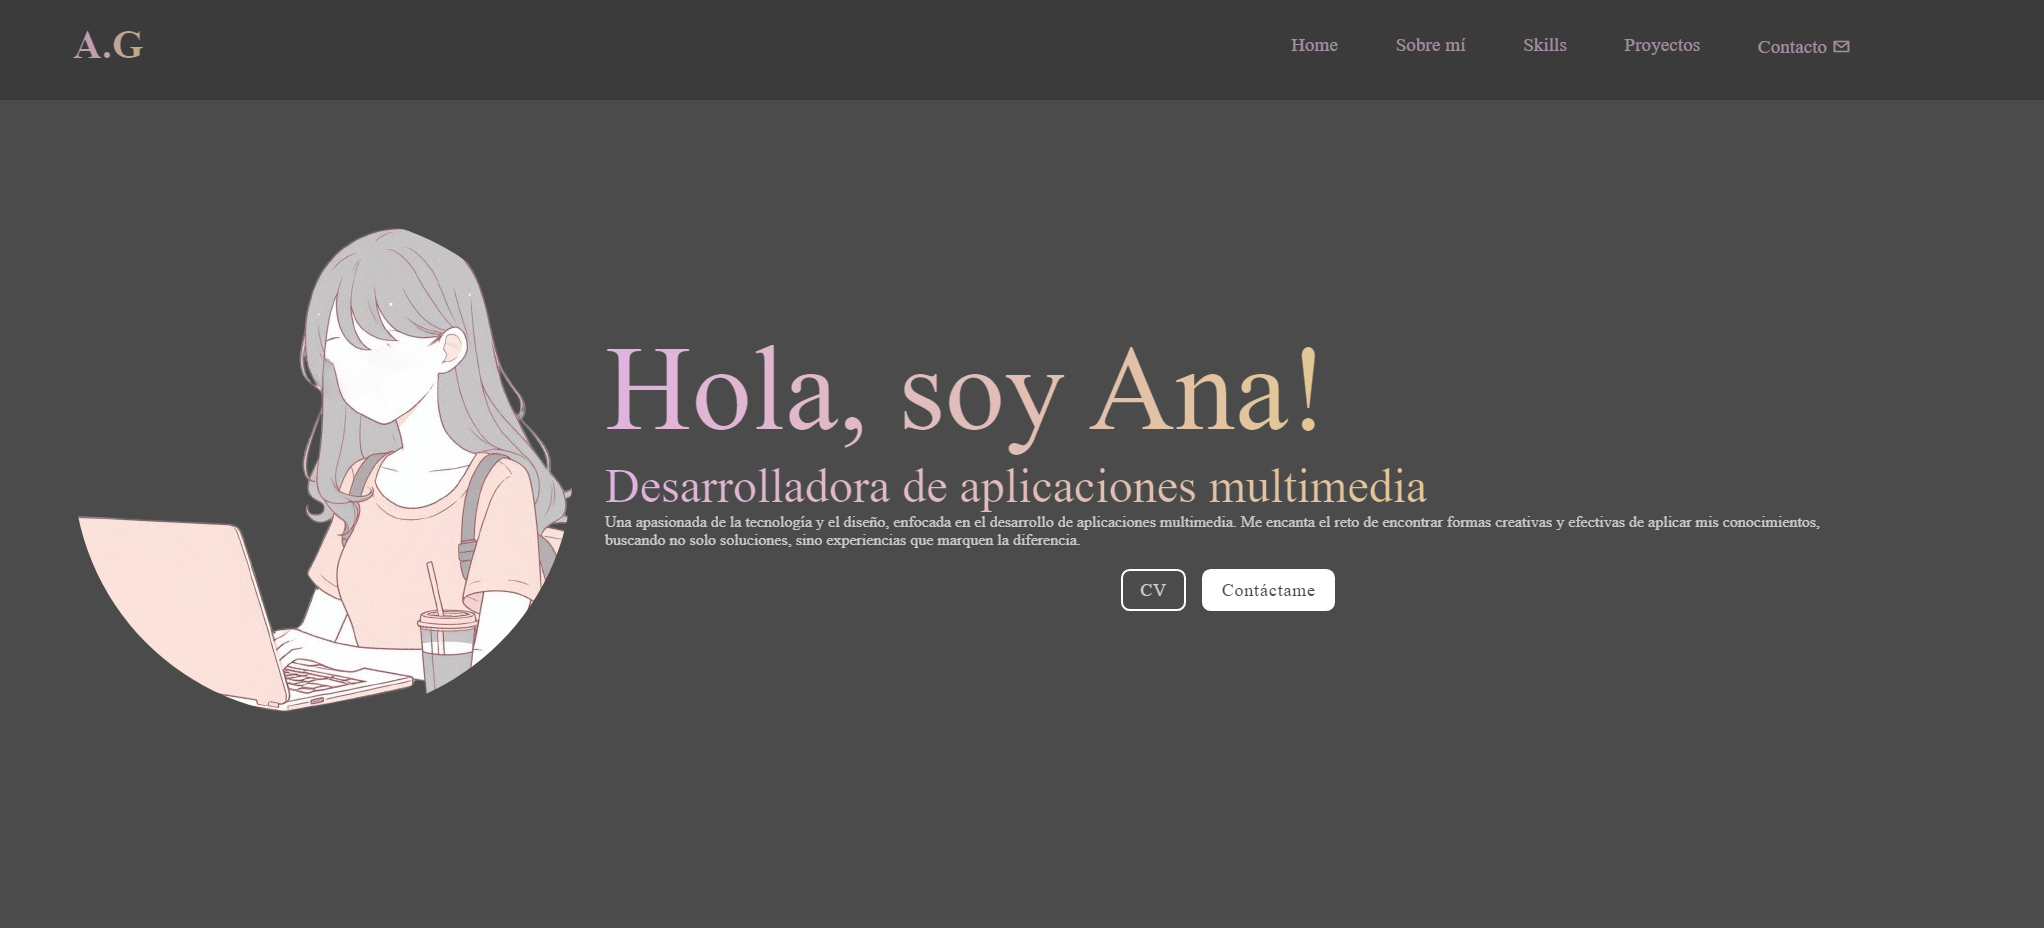 A.G
Home
Sobre mí
Skills
Proyectos
Contacto
Hola, soy Ana!
Desarrolladora de aplicaciones multimedia
Una apasionada de la tecnología y el diseño, enfocada en el desarrollo de aplicaciones multimedia. Me encanta el reto de encontrar formas creativas y efectivas de aplicar mis conocimientos,
buscando no solo soluciones, sino experiencias que marquen la diferencia.
CV
Contáctame